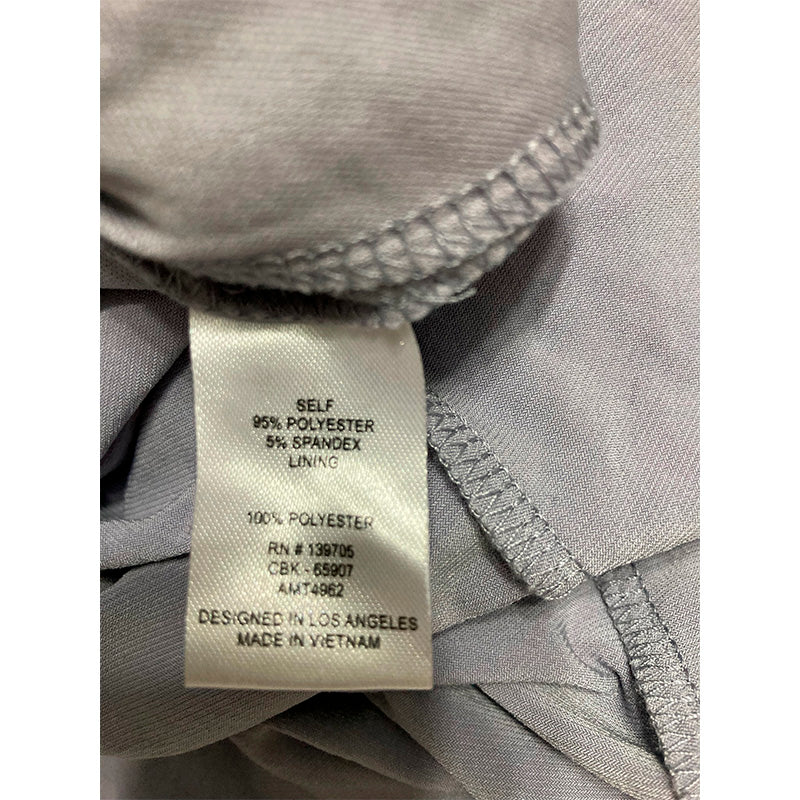 SELF
95% POLYESTER
5% SPANDEX
LINING
100% POLYESTER
RN # 139705
CBK - 65907
AMT4962
DESIGNED IN LOS ANGELES
MADE IN VIETNAM